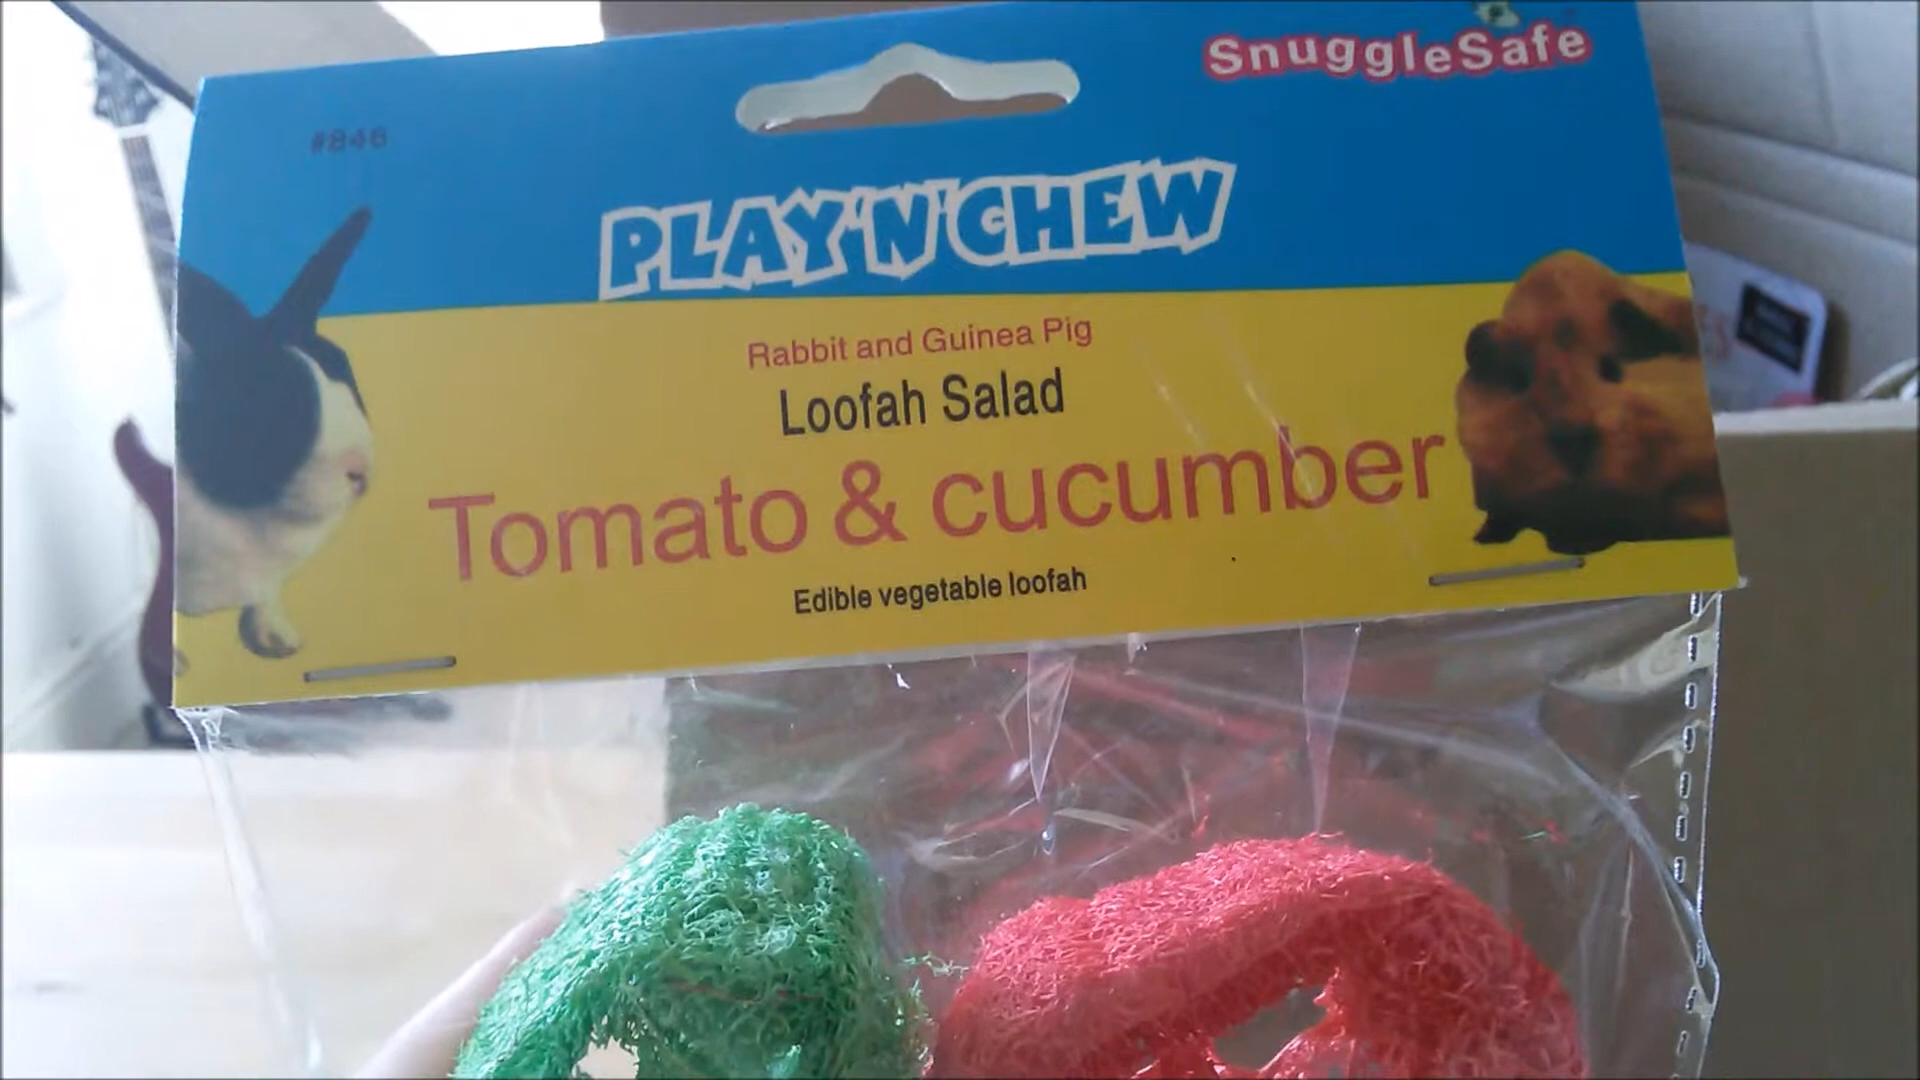 SnuggleSafe
#846
PLAY'N'CHEW
Rabbit and Guinea Pig
Loofah Salad
Tomato & cucumber
Edible vegetable loofah